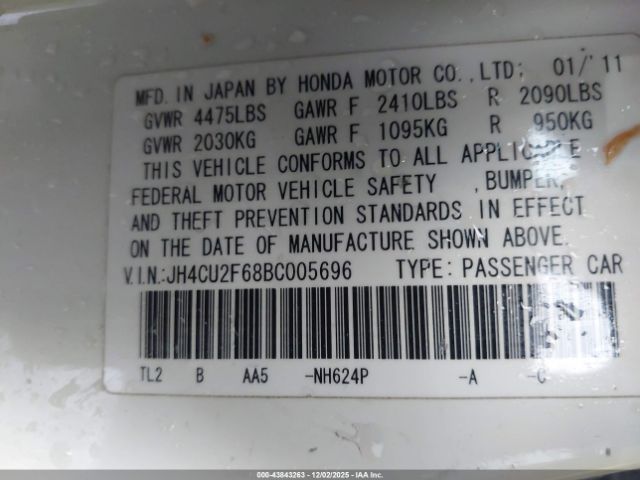 MFD. IN JAPAN BY HONDA MOTOR CO., LTD; 01/'11
GVWR 4475LBS GAWR F 2410LBS R 2090LBS
GVWR 2030KG GAWR F 1095KG R 950KG
THIS VEHICLE CONFORMS TO ALL APPLICABLE
FEDERAL MOTOR VEHICLE SAFETY , BUMPER,
AND THEFT PREVENTION STANDARDS IN EFFECT
ON THE DATE OF MANUFACTURE SHOWN ABOVE.
V.I.N.:JH4CU2F68BC005696 TYPE: PASSENGER CAR
TL2 B AA5 -NH624P -A -C
000-43843263 - 12/02/2025 - IAA Inc.